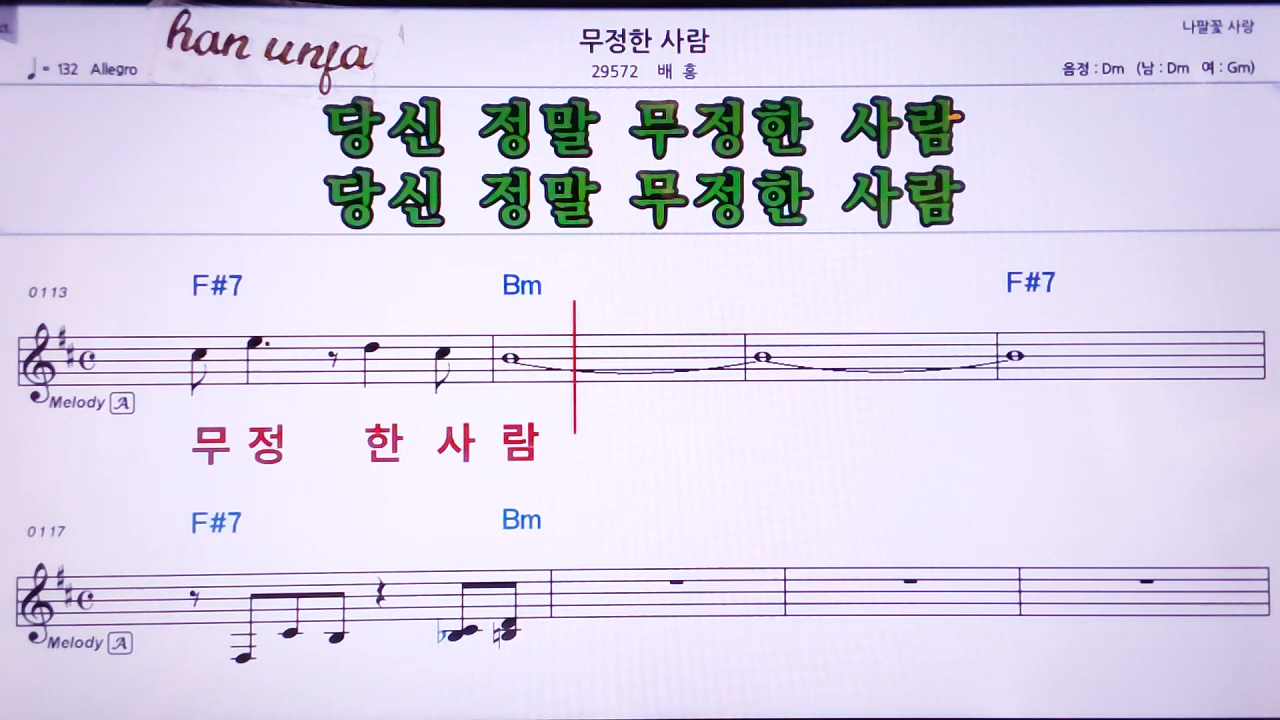 han unja
무정한 사람
나팔꽃 사랑
♩= 132 Allegro
29572 배 홍
음정 : Dm (남 : Dm 여 : Gm)
당신 정말 무정한 사람
당신 정말 무정한 사람
0113 F#7 Bm F#7
Melody A
무 정 한 사 람
0117 F#7 Bm
Melody A